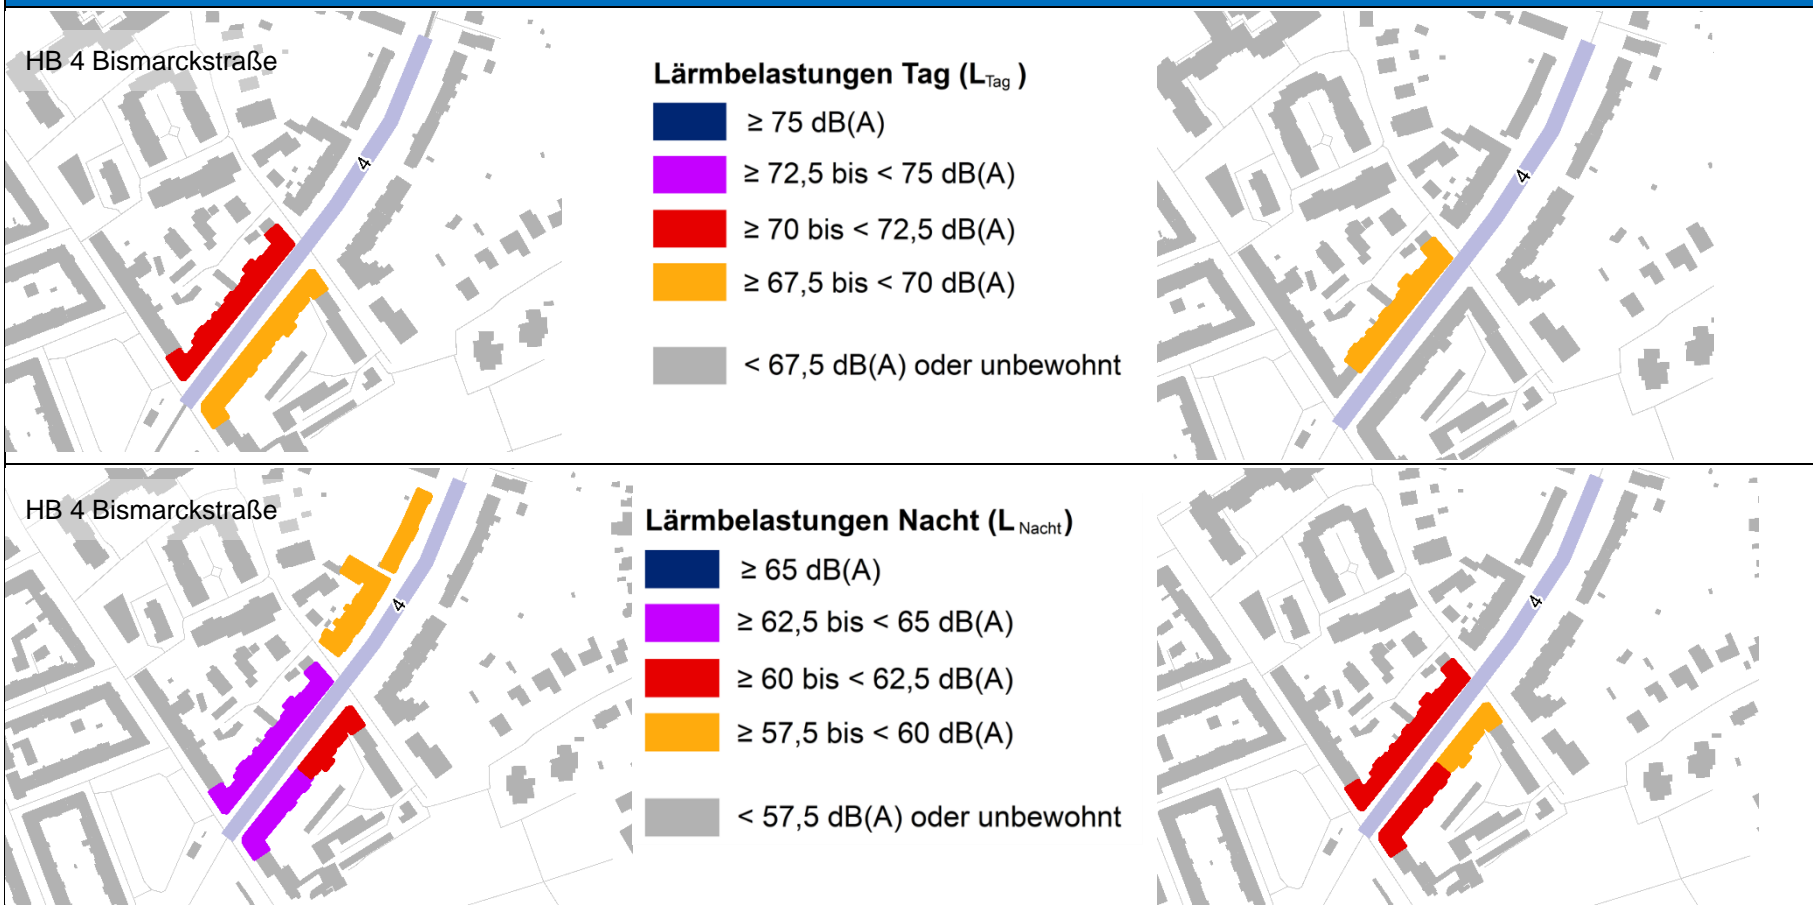 HB 4 Bismarckstraße
4
Lärmbelastungen Tag (LTag )
≥ 75 dB(A)
≥ 72,5 bis < 75 dB(A)
≥ 70 bis < 72,5 dB(A)
≥ 67,5 bis < 70 dB(A)
< 67,5 dB(A) oder unbewohnt
4
HB 4 Bismarckstraße
4
Lärmbelastungen Nacht (L Nacht)
≥ 65 dB(A)
≥ 62,5 bis < 65 dB(A)
≥ 60 bis < 62,5 dB(A)
≥ 57,5 bis < 60 dB(A)
< 57,5 dB(A) oder unbewohnt
4